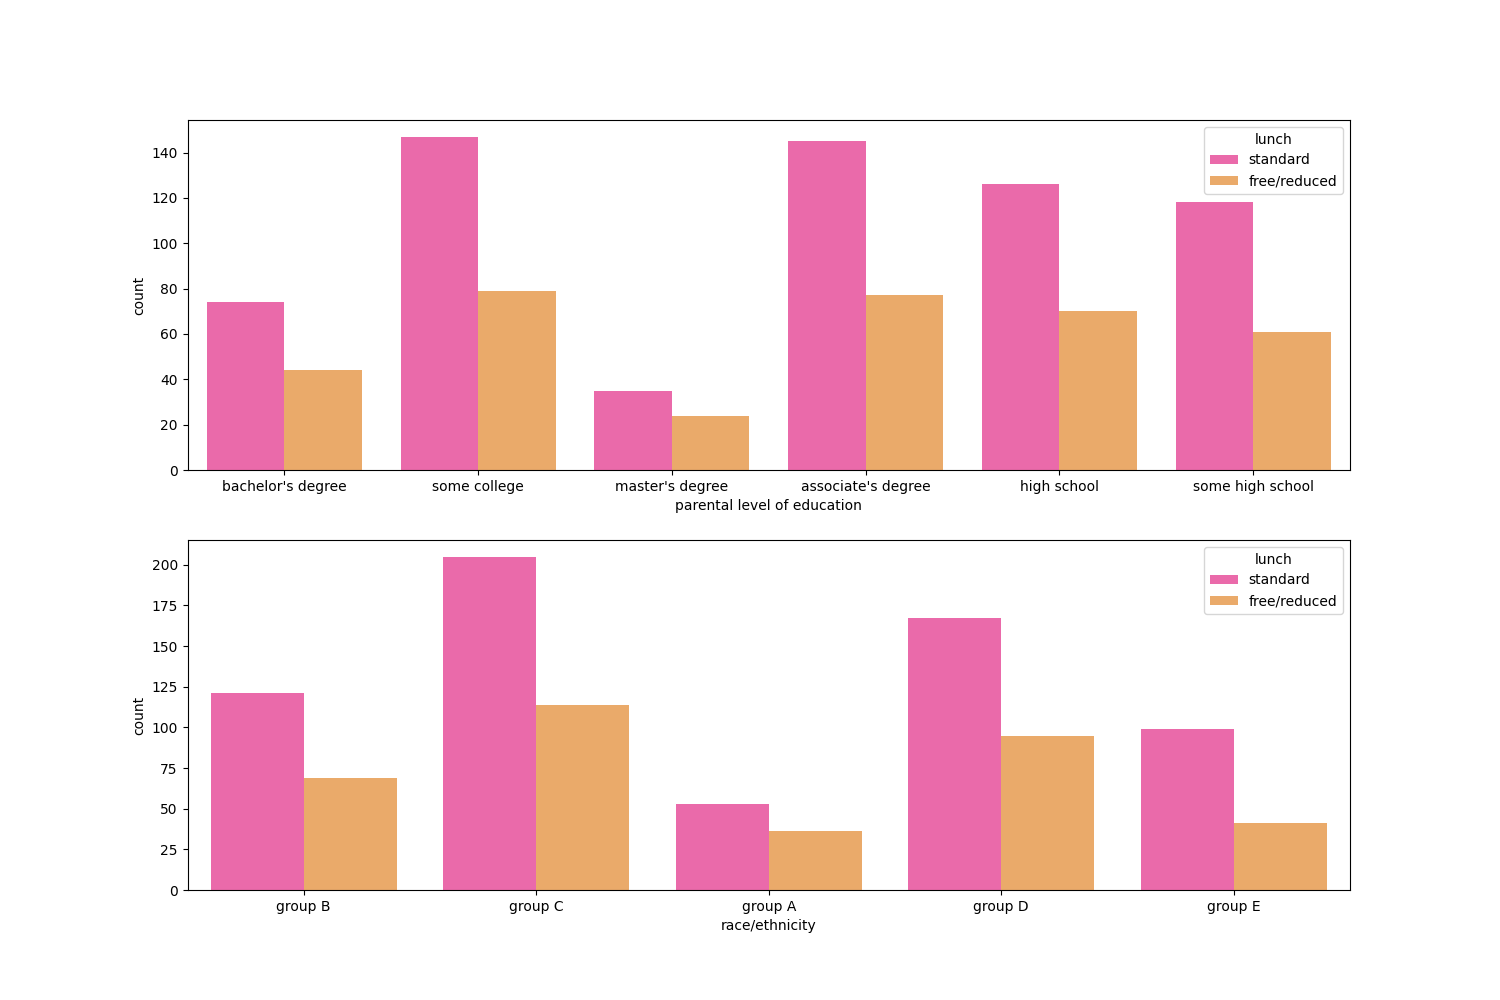 lunch
standard
free/reduced
140
120
100
80
60
40
20
0
count
bachelor's degree some college master's degree associate's degree high school some high school
parental level of education
lunch
standard
free/reduced
200
175
150
125
100
75
50
25
0
count
group B group C group A group D group E
race/ethnicity